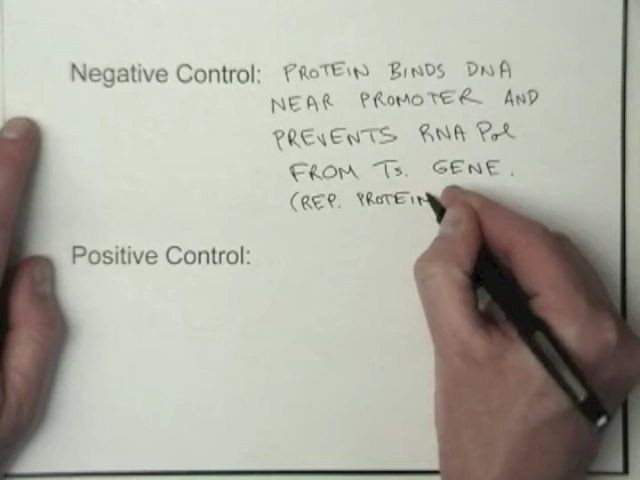 Negative Control: PROTEIN BINDS DNA
NEAR PROMOTER AND
PREVENTS RNA Pol
FROM Ts. GENE.
(REP. PROTEIN
Positive Control: